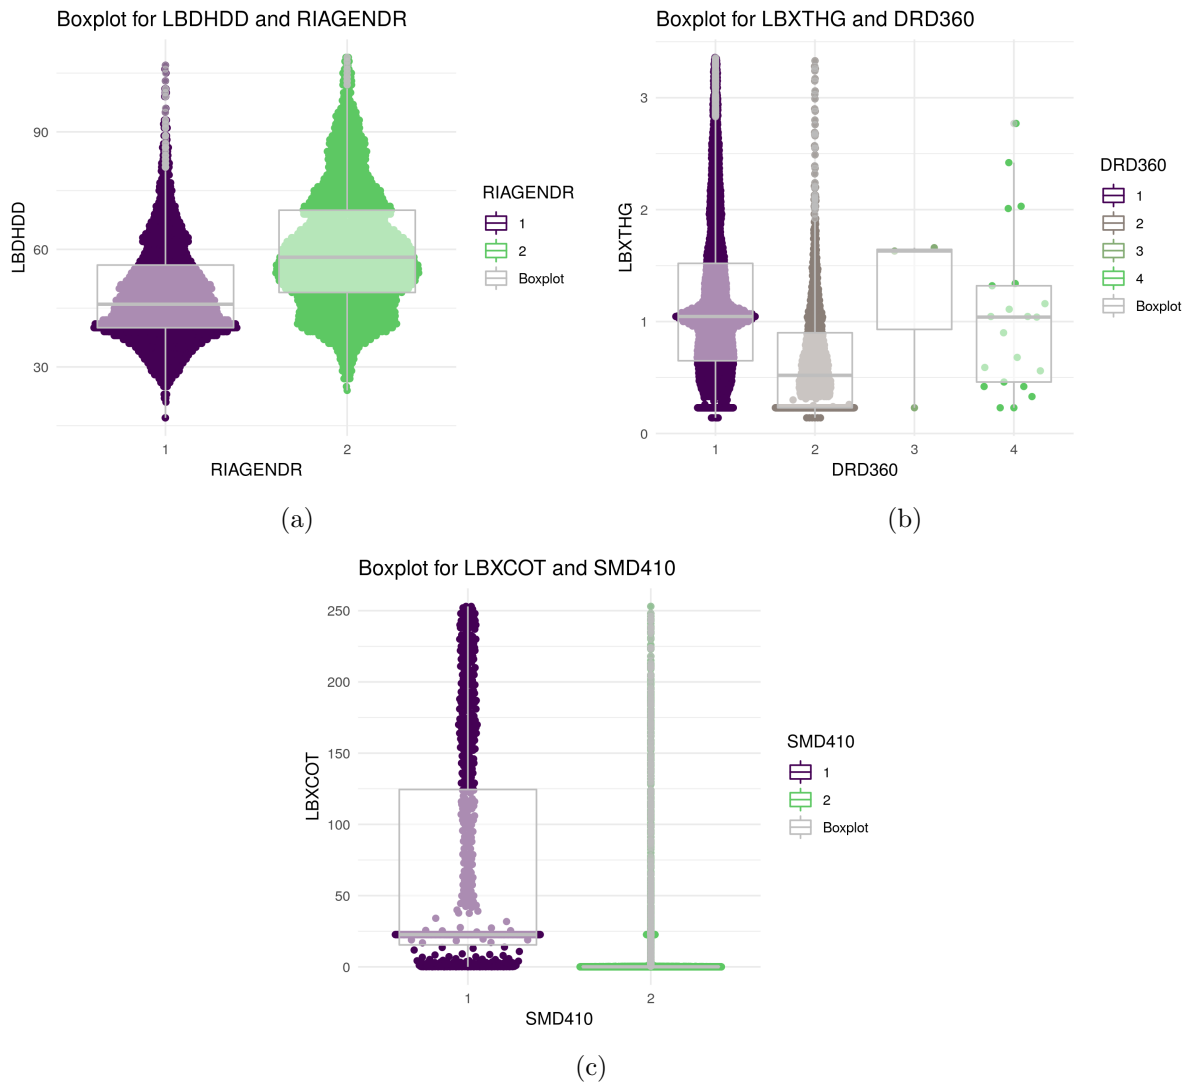 Boxplot for LBDHDD and RIAGENDR
LBDHDD
90
60
30
1
2
RIAGENDR
RIAGENDR
1
2
Boxplot
(a)
Boxplot for LBXTHG and DRD360
LBXTHG
3
2
1
0
1
2
3
4
DRD360
DRD360
1
2
3
4
Boxplot
(b)
Boxplot for LBXCOT and SMD410
LBXCOT
250
200
150
100
50
0
1
2
SMD410
SMD410
1
2
Boxplot
(c)